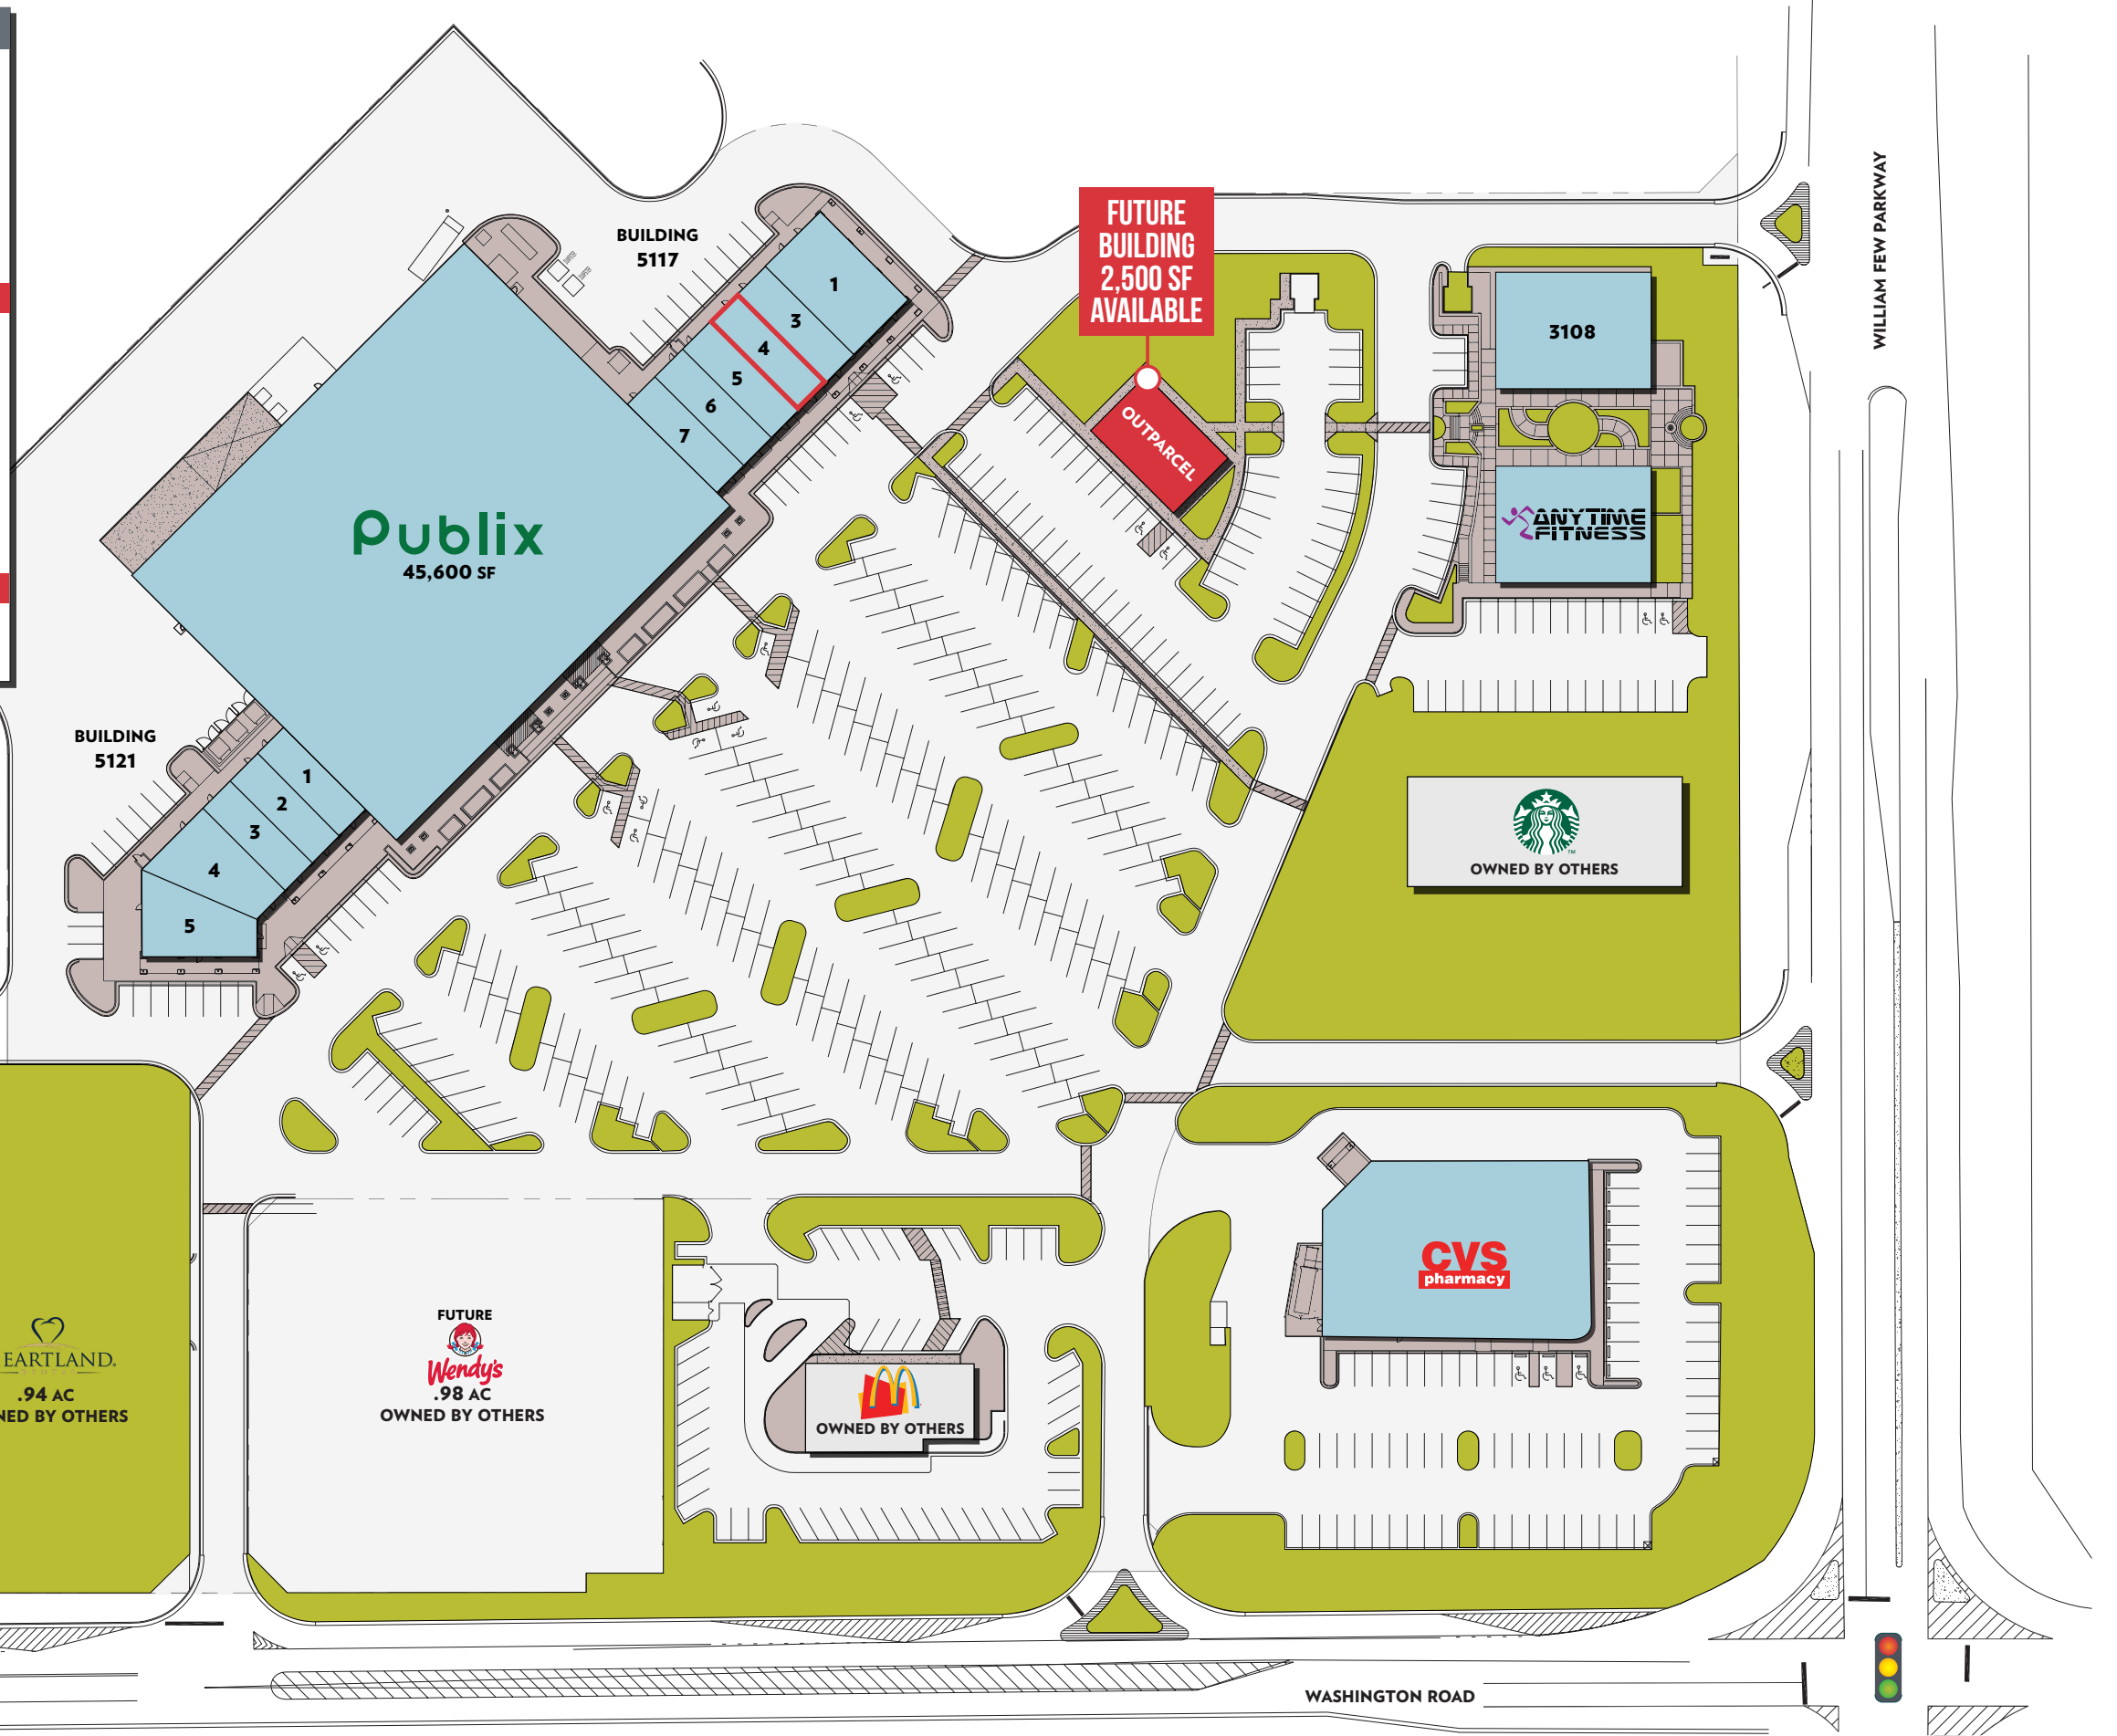 BUILDING
5117
1
3
4
5
6
7
FUTURE
BUILDING
2,500 SF
AVAILABLE
OUTPARCEL
WILLIAM FEW PARKWAY
3108
ANYTIME
FITNESS
Publix
45,600 SF
BUILDING
5121
1
2
3
4
5
TM
OWNED BY OTHERS
CVS
pharmacy
EARTLAND.
.94 AC
NED BY OTHERS
FUTURE
Wendy's
.98 AC
OWNED BY OTHERS
OWNED BY OTHERS
WASHINGTON ROAD